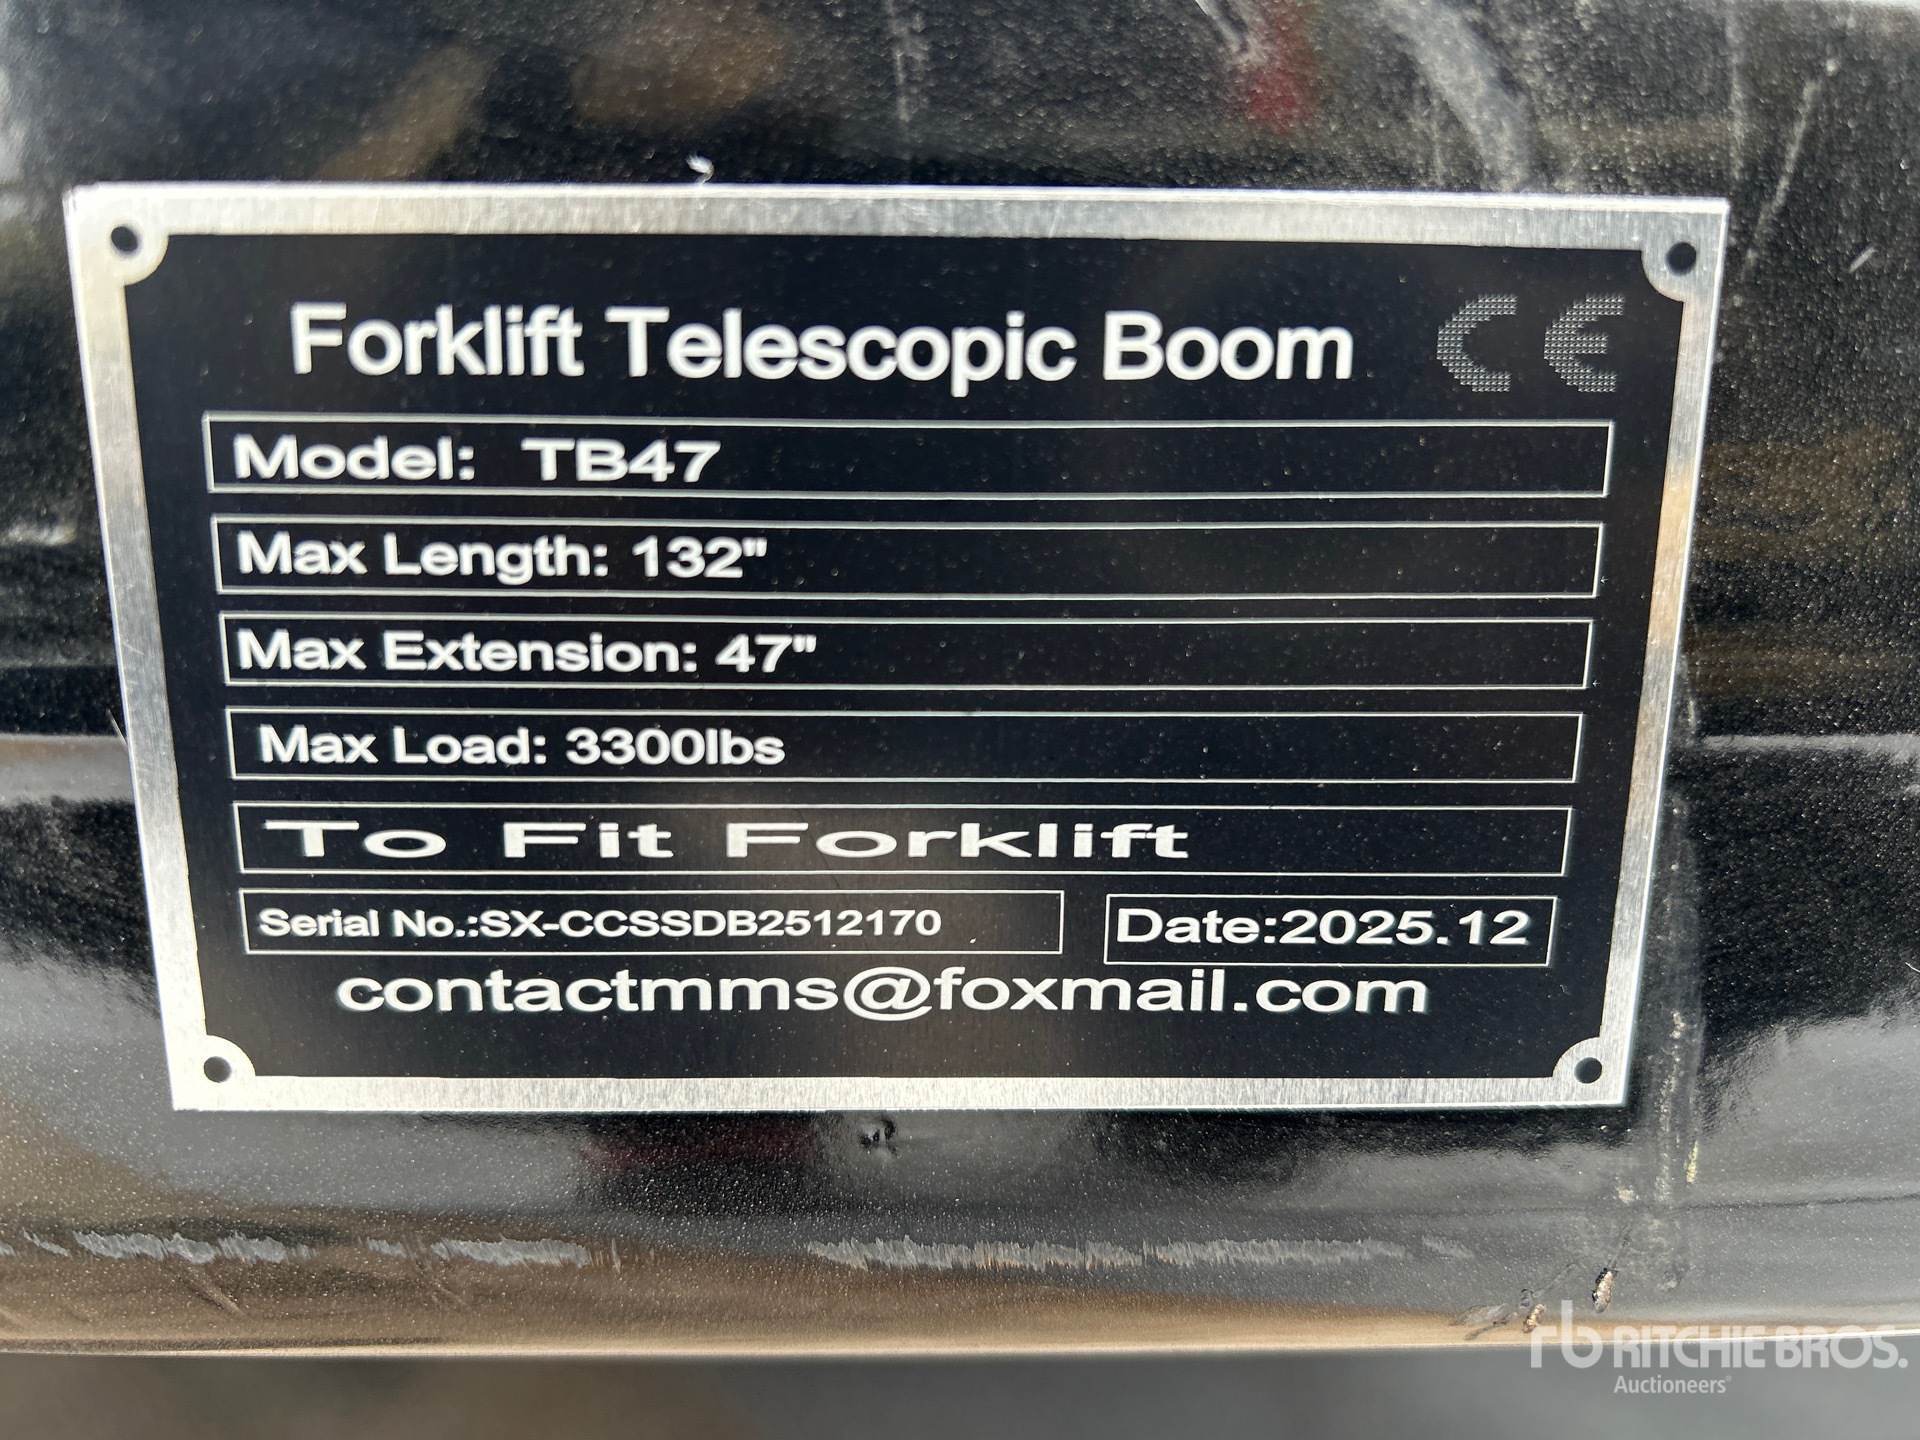 Forklift Telescopic Boom CE
Model: TB47
Max Length: 132"
Max Extension: 47"
Max Load: 3300lbs
To Fit Forklift
Serial No.:SX-CCSSDB2512170 Date:2025.12
contactmms@foxmail.com
rb RITCHIE BROS.
Auctioneers